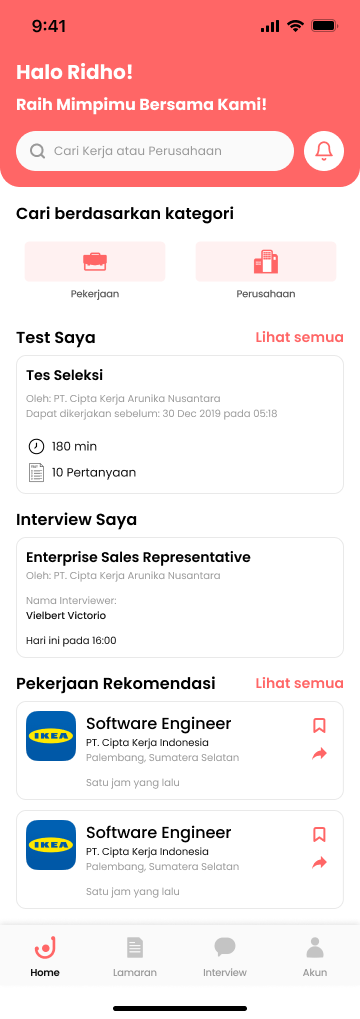 9:41
Halo Ridho!
Raih Mimpimu Bersama Kami!
Cari Kerja atau Perusahaan
Cari berdasarkan kategori
Pekerjaan
Perusahaan
Test Saya
Lihat semua
Tes Seleksi
Oleh: PT. Cipta Kerja Arunika Nusantara
Dapat dikerjakan sebelum: 30 Dec 2019 pada 05:18
180 min
10 Pertanyaan
Interview Saya
Enterprise Sales Representative
Oleh: PT. Cipta Kerja Arunika Nusantara
Nama Interviewer:
Vielbert Victorio
Hari ini pada 16:00
Pekerjaan Rekomendasi
Lihat semua
IKEA
Software Engineer
PT. Cipta Kerja Indonesia
Palembang, Sumatera Selatan
Satu jam yang lalu
IKEA
Software Engineer
PT. Cipta Kerja Indonesia
Palembang, Sumatera Selatan
Satu jam yang lalu
Home
Lamaran
Interview
Akun